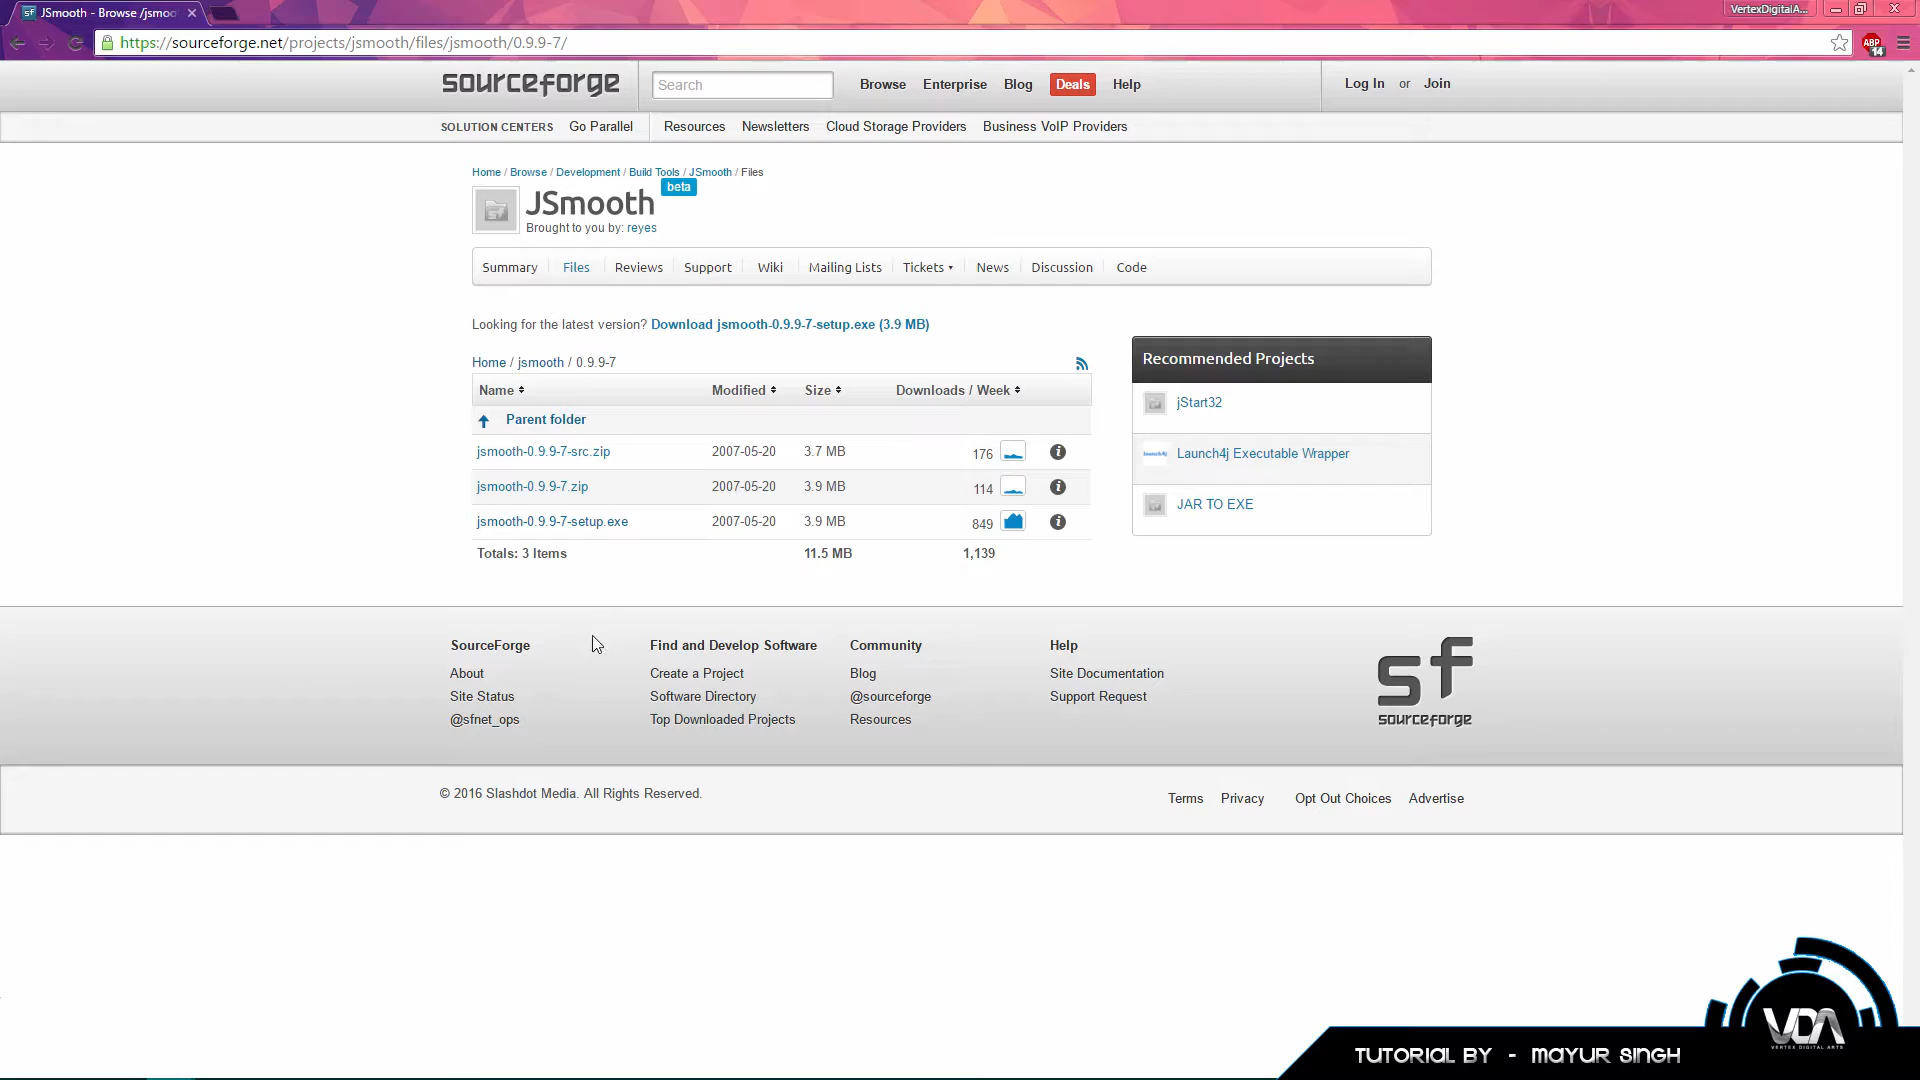 JSmooth - Browse /jsmoo
VertexDigitalA...
https://sourceforge.net/projects/jsmooth/files/jsmooth/0.9.9-7/
ABP
14
sourceforge
Search
Browse Enterprise Blog Deals Help
Log In or Join
SOLUTION CENTERS Go Parallel Resources Newsletters Cloud Storage Providers Business VoIP Providers
Home / Browse / Development / Build Tools / JSmooth / Files
JSmooth beta
Brought to you by: reyes
Summary Files Reviews Support Wiki Mailing Lists Tickets News Discussion Code
Looking for the latest version? Download jsmooth-0.9.9-7-setup.exe (3.9 MB)
Home / jsmooth / 0.9.9-7
Name Modified Size Downloads / Week
Parent folder
jsmooth-0.9.9-7-src.zip 2007-05-20 3.7 MB 176
jsmooth-0.9.9-7.zip 2007-05-20 3.9 MB 114
jsmooth-0.9.9-7-setup.exe 2007-05-20 3.9 MB 849
Totals: 3 Items 11.5 MB 1,139
Recommended Projects
jStart32
launch4j Launch4j Executable Wrapper
JAR TO EXE
SourceForge
About
Site Status
@sfnet_ops
Find and Develop Software
Create a Project
Software Directory
Top Downloaded Projects
Community
Blog
@sourceforge
Resources
Help
Site Documentation
Support Request
sf
sourceforge
© 2016 Slashdot Media. All Rights Reserved.
Terms Privacy Opt Out Choices Advertise
VDA
VERTEX DIGITAL ARTS
TUTORIAL BY - MAYUR SINGH